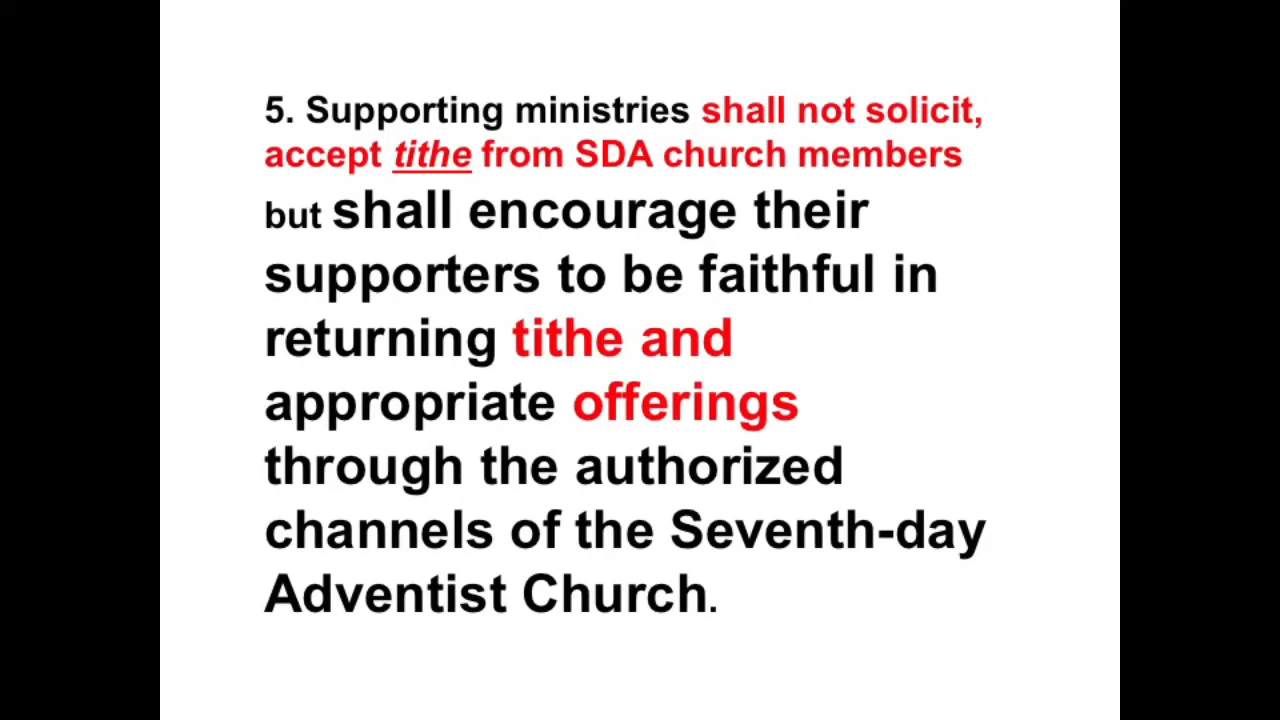 5. Supporting ministries shall not solicit,
accept tithe from SDA church members
but shall encourage their
supporters to be faithful in
returning tithe and
appropriate offerings
through the authorized
channels of the Seventh-day
Adventist Church.